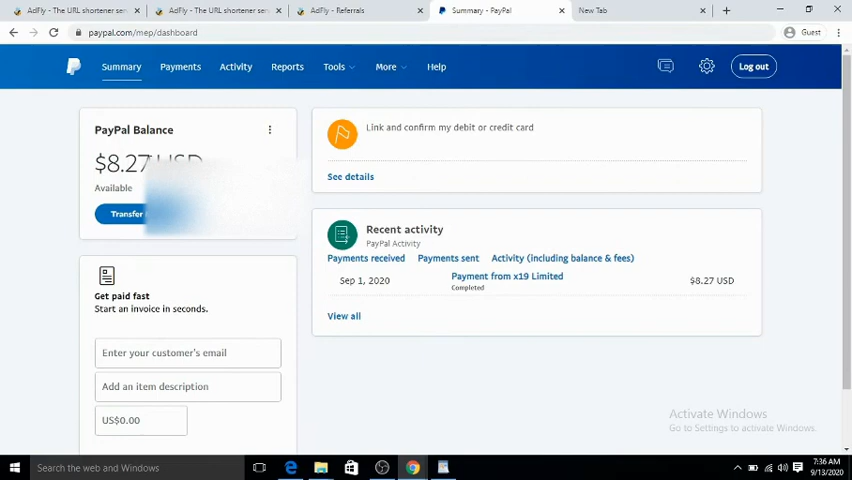 AdFly - The URL shortener ser
AdFly - The URL shortener ser
AdFly - Referrals
Summary - PayPal
New Tab
paypal.com/mep/dashboard
Guest
Summary
Payments
Activity
Reports
Tools
More
Help
Log out
PayPal Balance
$8.27 USD
Available
Transfer
Link and confirm my debit or credit card
See details
Recent activity
PayPal Activity
Payments received Payments sent Activity (including balance & fees)
Sep 1, 2020 Payment from x19 Limited $8.27 USD
Completed
View all
Get paid fast
Start an invoice in seconds.
Enter your customer's email
Add an item description
US$0.00
Activate Windows
Go to Settings to activate Windows.
Search the web and Windows
7:36 AM
9/13/2020